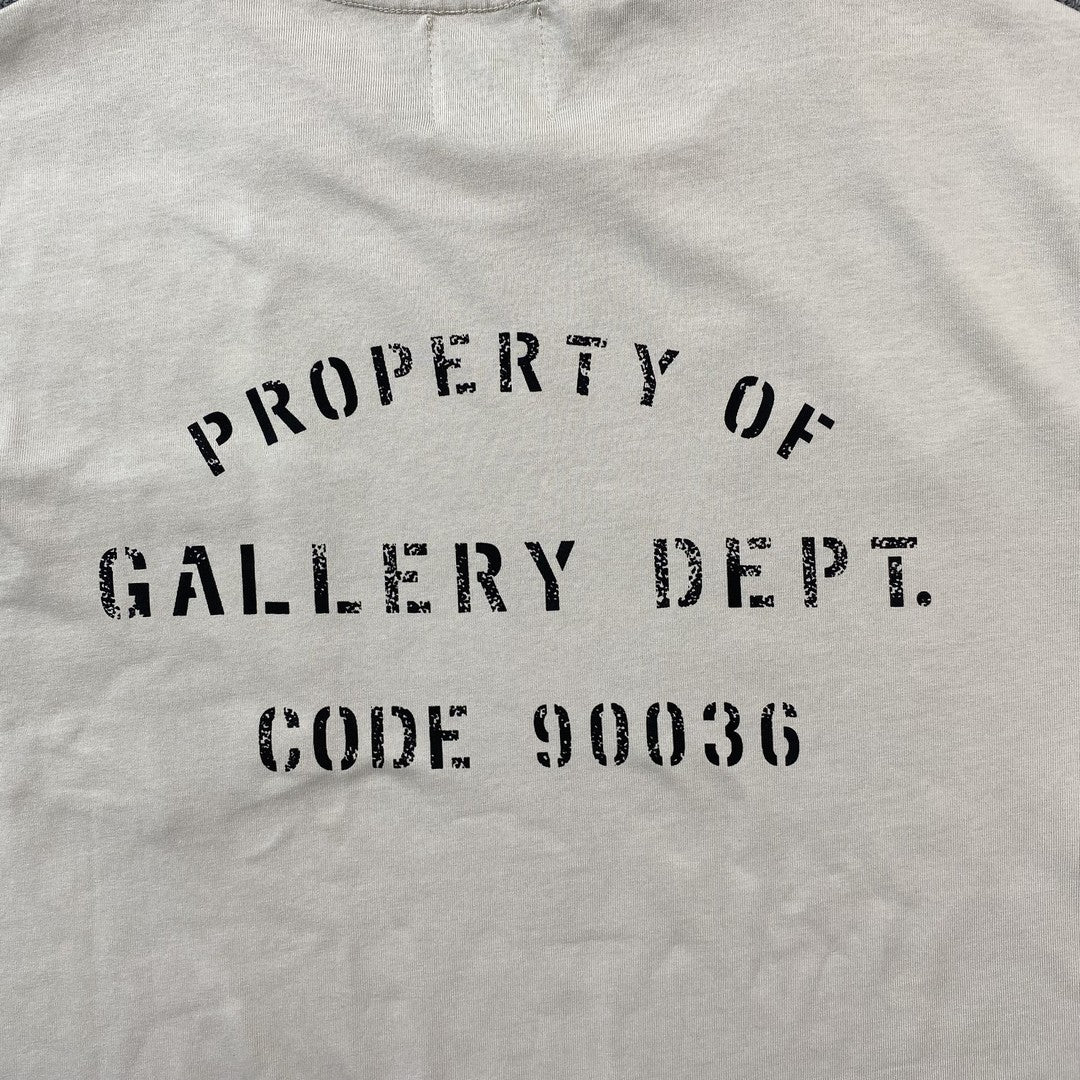 PROPERTY OF
GALLERY DEPT.
CODE 90036